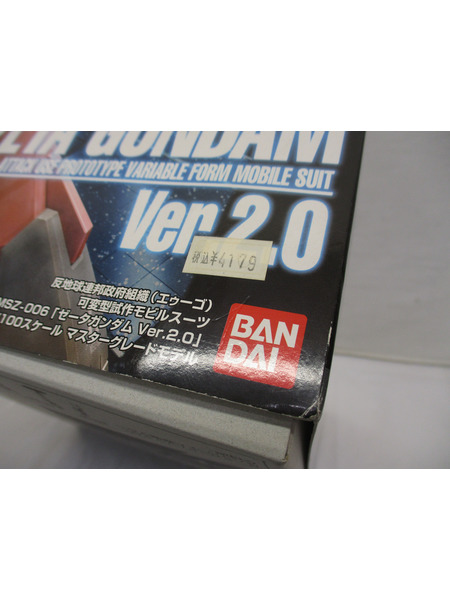 ETA GUNDAM
ATTACK USE PROTOTYPE VARIABLE FORM MOBILE SUIT
Ver.2.0
税込¥4179
反地球連邦政府組織(エゥーゴ)
可変型試作モビルスーツ
MSZ-006「ゼータガンダム Ver.2.0」
100スケール マスターグレードモデル
BAN
DAI